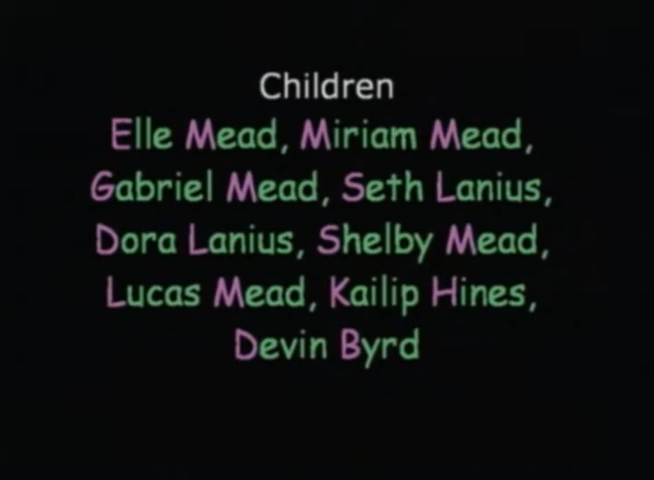 Children
Elle Mead, Miriam Mead,
Gabriel Mead, Seth Lanius,
Dora Lanius, Shelby Mead,
Lucas Mead, Kailip Hines,
Devin Byrd